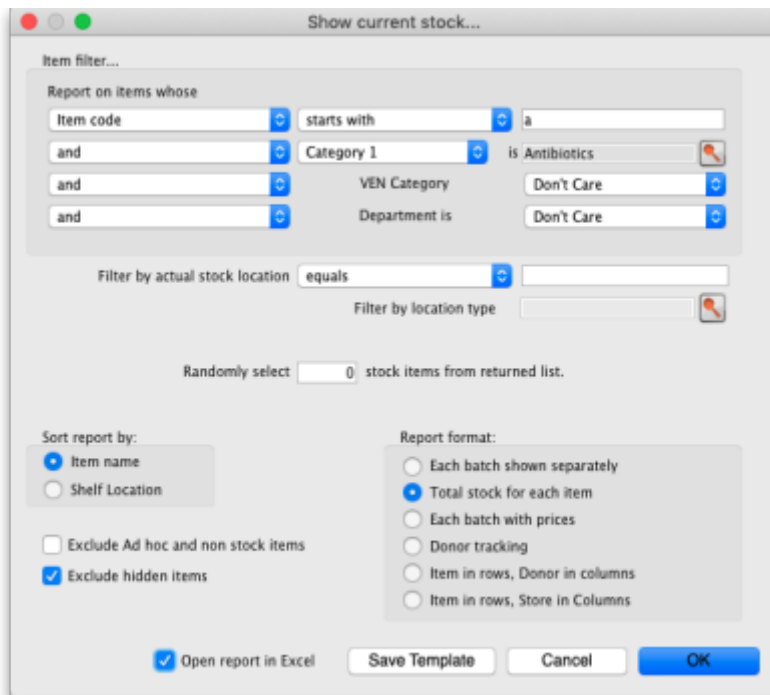 Show current stock...
Item filter....
Report on items whose
Item code starts with a
and Category 1 is Antibiotics
and VEN Category Don't Care
and Department is Don't Care
Filter by actual stock location equals
Filter by location type
Randomly select 0 stock items from returned list.
Sort report by:
Item name
Shelf Location
Exclude Ad hoc and non stock items
Exclude hidden items
Report format:
Each batch shown separately
Total stock for each item
Each batch with prices
Donor tracking
Item in rows, Donor in columns
Item in rows, Store in Columns
Open report in Excel Save Template Cancel OK